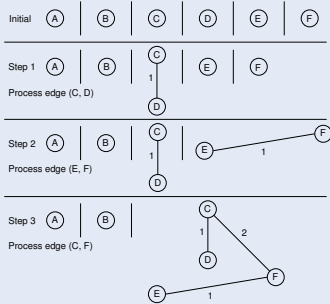 Initial A B C D E F
C
Step 1 A B E F
1
Process edge (C, D)
D
C F
Step 2 A B E
1 1
Process edge (E, F)
D
Step 3 A B C
1 2
Process edge (C, F)
D
F
E 1